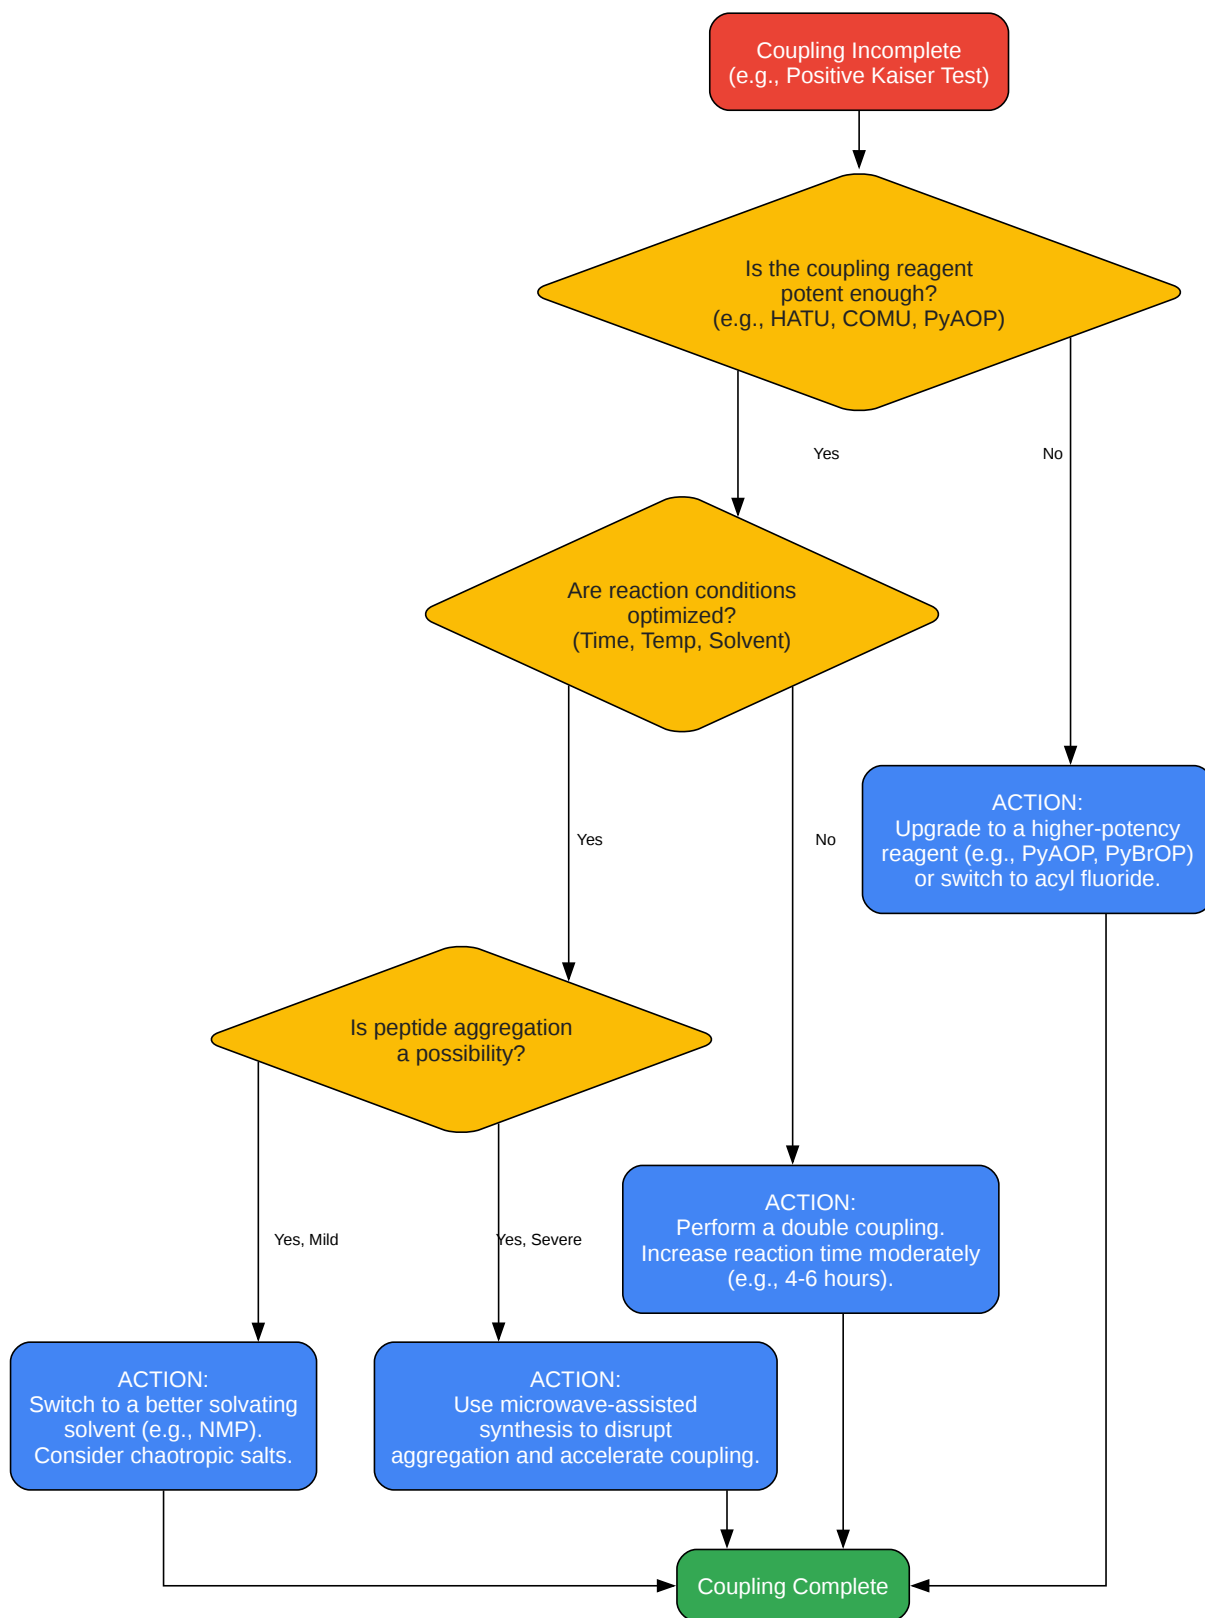 Coupling Incomplete
(e.g., Positive Kaiser Test)
Is the coupling reagent
potent enough?
(e.g., HATU, COMU, PyAOP)
Yes
No
Are reaction conditions
optimized?
(Time, Temp, Solvent)
ACTION:
Upgrade to a higher-potency
reagent (e.g., PyAOP, PyBrOP)
or switch to acyl fluoride.
Yes
No
Is peptide aggregation
a possibility?
ACTION:
Perform a double coupling.
Increase reaction time moderately
(e.g., 4-6 hours).
Yes, Mild
Yes, Severe
ACTION:
Switch to a better solvating
solvent (e.g., NMP).
Consider chaotropic salts.
ACTION:
Use microwave-assisted
synthesis to disrupt
aggregation and accelerate coupling.
Coupling Complete